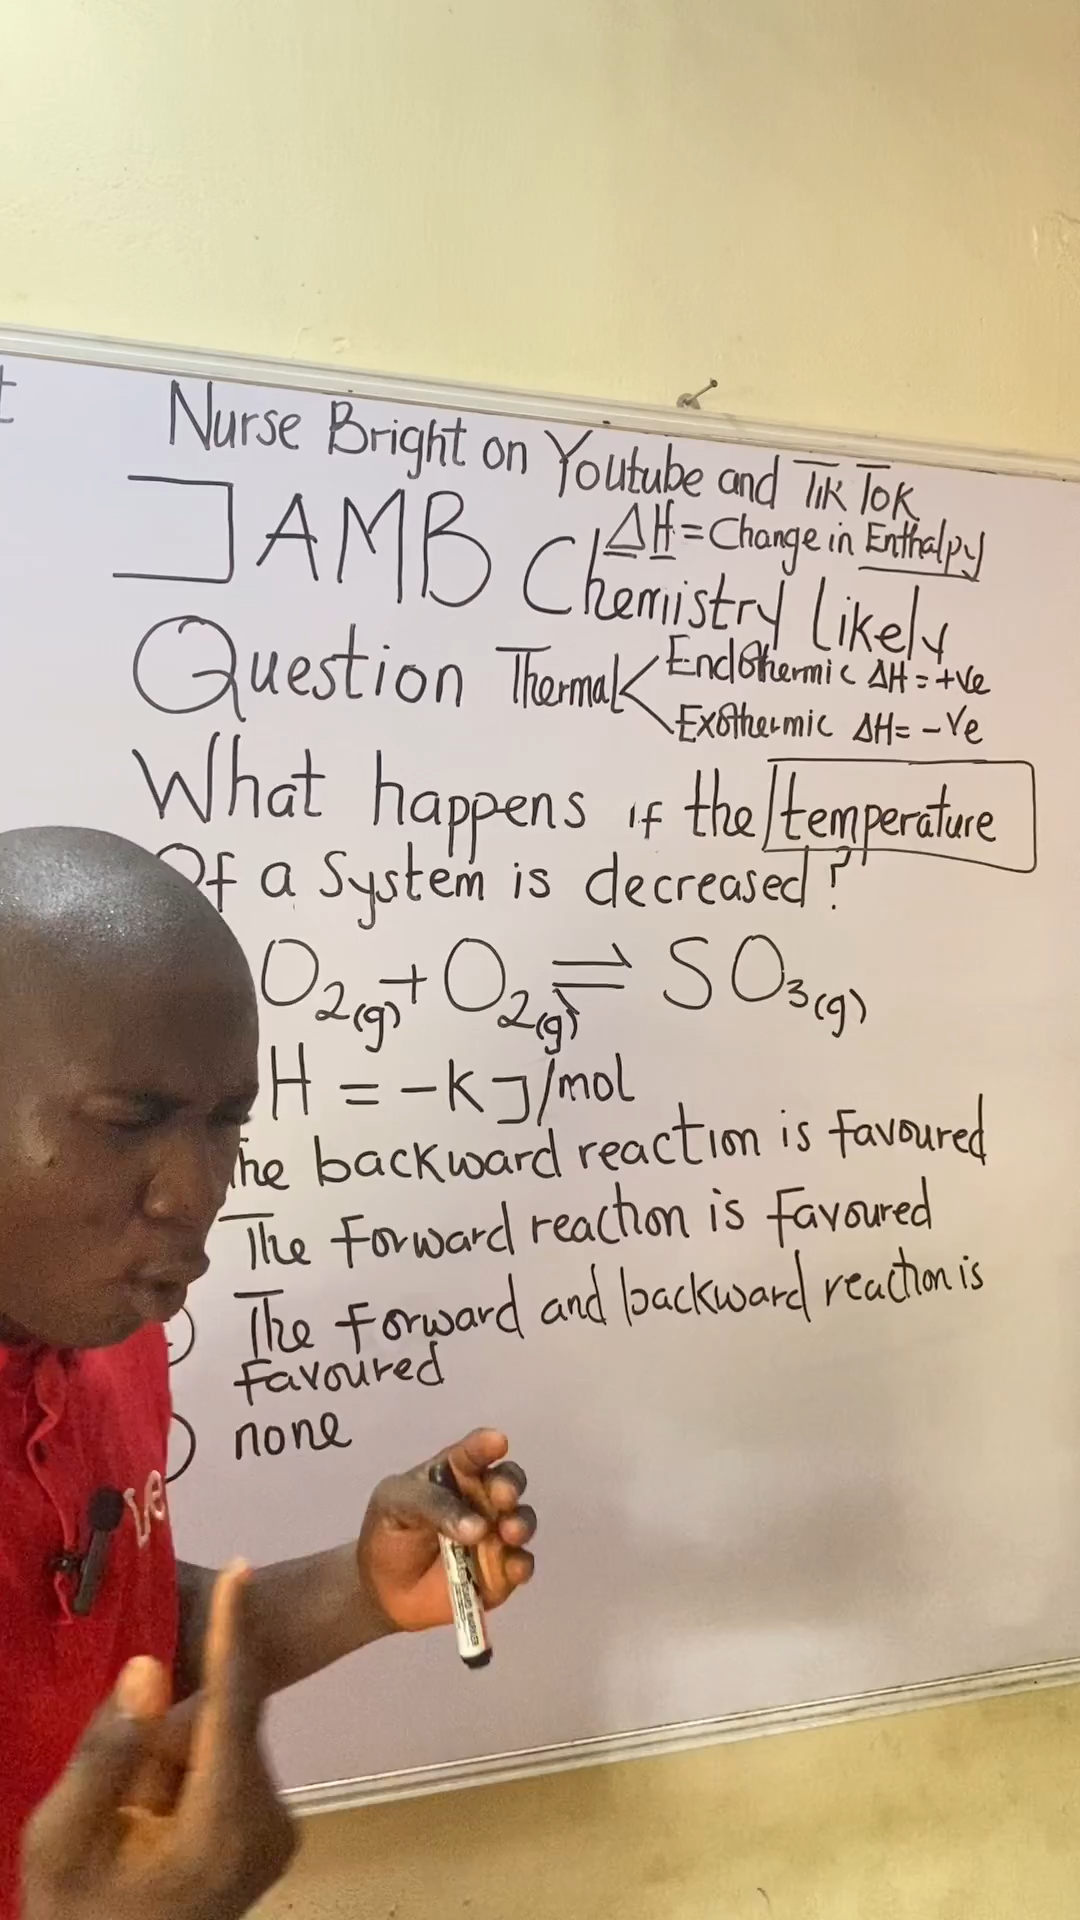 t
Nurse Bright on Youtube and TikTok
JAMB Chemistry Likely
ΔH = Change in Enthalpy
Question
Thermal
Endothermic ΔH = +Ve
Exothermic ΔH = -Ve
What happens if the temperature
Of a System is decreased?
O₂(g) + O₂(g) ⇌ SO₃(g)
H = -KJ/mol
he backward reaction is favoured
The forward reaction is favoured
The forward and backward reaction is
favoured
none